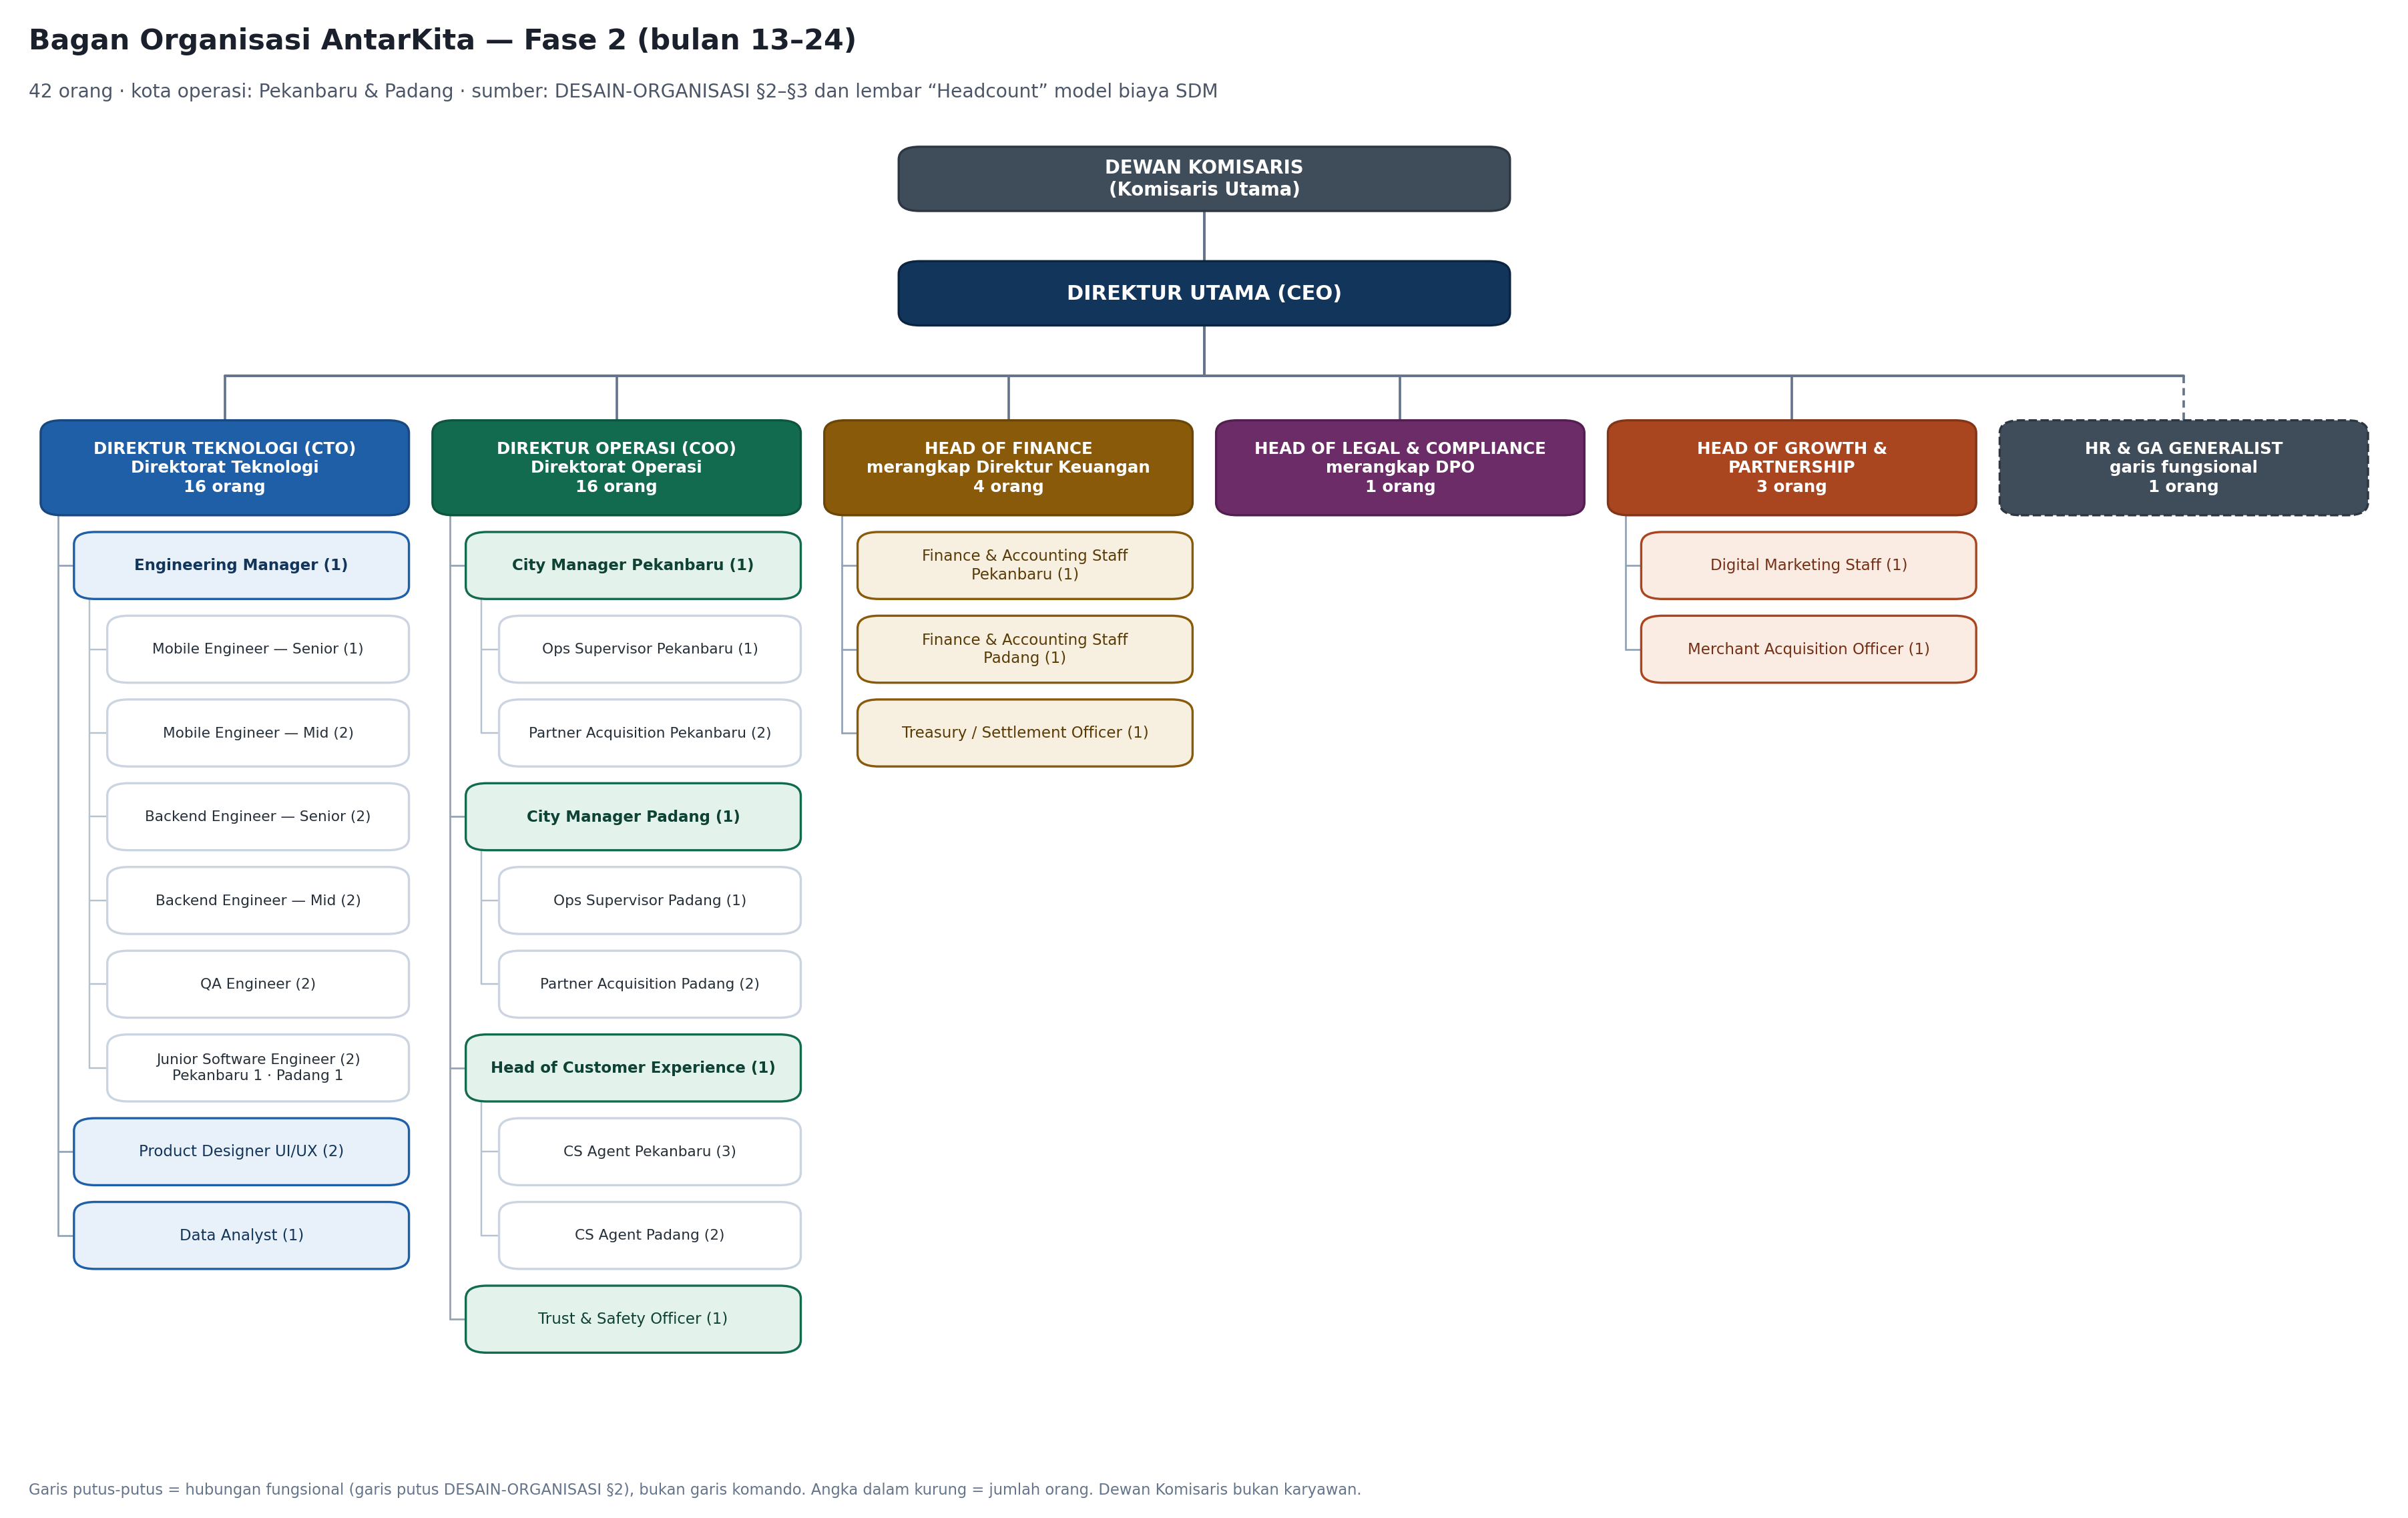 Bagan Organisasi AntarKita — Fase 2 (bulan 13–24)
42 orang · kota operasi: Pekanbaru & Padang · sumber: DESAIN-ORGANISASI §2–§3 dan lembar “Headcount” model biaya SDM
DEWAN KOMISARIS
(Komisaris Utama)
DIREKTUR UTAMA (CEO)
DIREKTUR TEKNOLOGI (CTO)
Direktorat Teknologi
16 orang
Engineering Manager (1)
Mobile Engineer — Senior (1)
Mobile Engineer — Mid (2)
Backend Engineer — Senior (2)
Backend Engineer — Mid (2)
QA Engineer (2)
Junior Software Engineer (2)
Pekanbaru 1 · Padang 1
Product Designer UI/UX (2)
Data Analyst (1)
DIREKTUR OPERASI (COO)
Direktorat Operasi
16 orang
City Manager Pekanbaru (1)
Ops Supervisor Pekanbaru (1)
Partner Acquisition Pekanbaru (2)
City Manager Padang (1)
Ops Supervisor Padang (1)
Partner Acquisition Padang (2)
Head of Customer Experience (1)
CS Agent Pekanbaru (3)
CS Agent Padang (2)
Trust & Safety Officer (1)
HEAD OF FINANCE
merangkap Direktur Keuangan
4 orang
Finance & Accounting Staff
Pekanbaru (1)
Finance & Accounting Staff
Padang (1)
Treasury / Settlement Officer (1)
HEAD OF LEGAL & COMPLIANCE
merangkap DPO
1 orang
HEAD OF GROWTH &
PARTNERSHIP
3 orang
Digital Marketing Staff (1)
Merchant Acquisition Officer (1)
HR & GA GENERALIST
garis fungsional
1 orang
Garis putus-putus = hubungan fungsional (garis putus DESAIN-ORGANISASI §2), bukan garis komando. Angka dalam kurung = jumlah orang. Dewan Komisaris bukan karyawan.